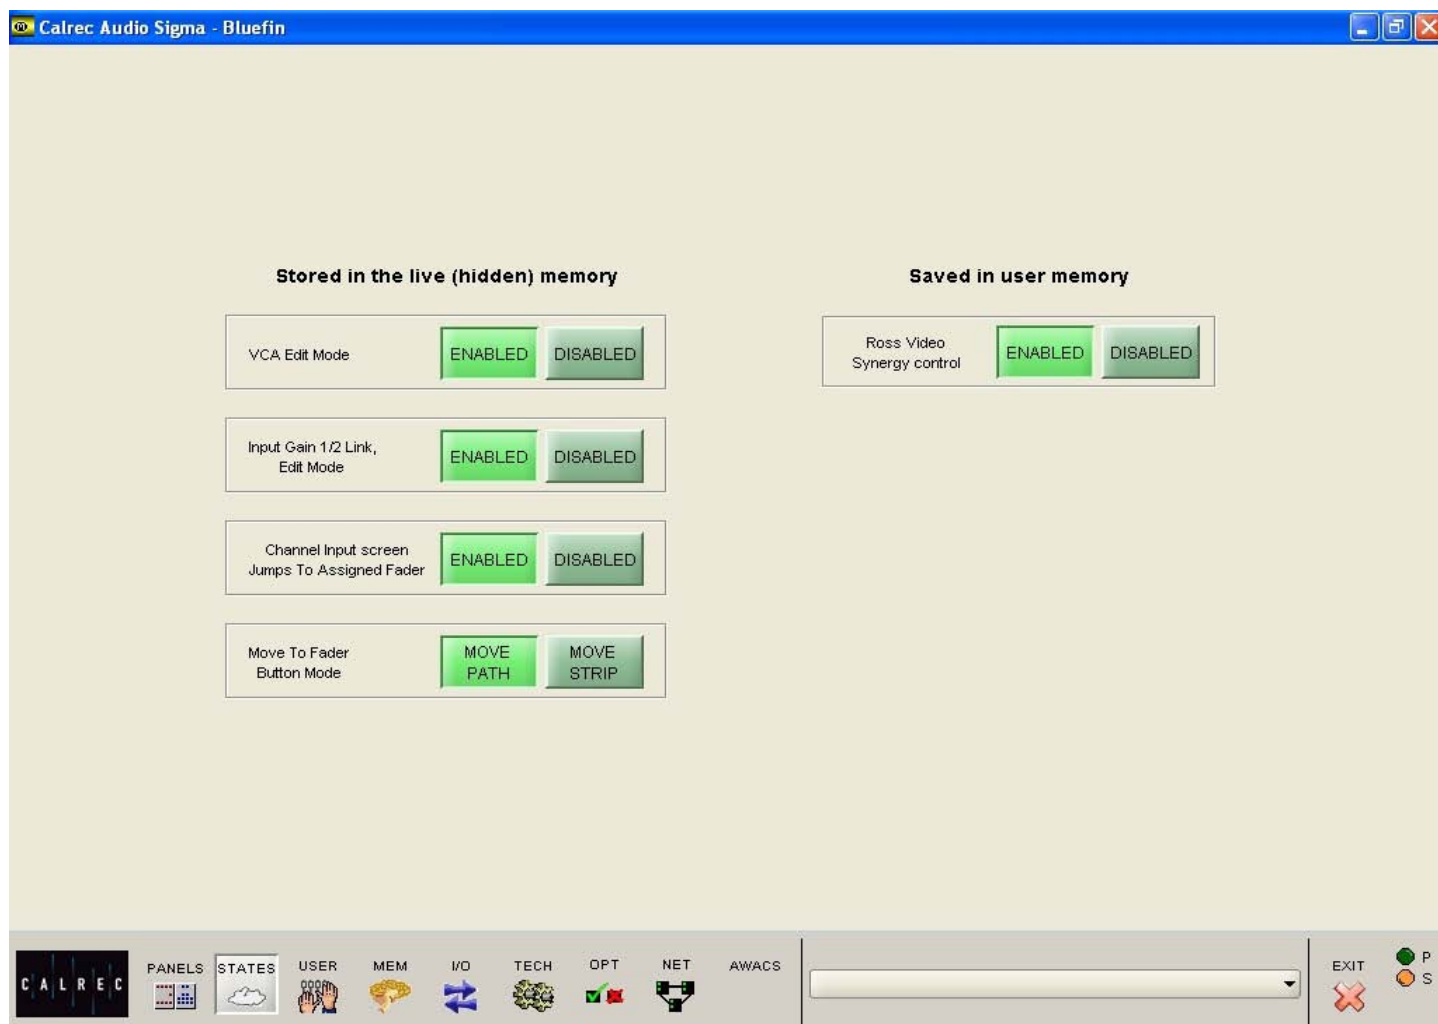 Calrec Audio Sigma - Bluefin
Stored in the live (hidden) memory
VCA Edit Mode
ENABLED
DISABLED
Input Gain 1/2 Link,
Edit Mode
ENABLED
DISABLED
Channel Input screen
Jumps To Assigned Fader
ENABLED
DISABLED
Move To Fader
Button Mode
MOVE
PATH
MOVE
STRIP
Saved in user memory
Ross Video
Synergy control
ENABLED
DISABLED
CALREC
PANELS
STATES
USER
MEM
I/O
TECH
OPT
NET
AWACS
EXIT
P
S